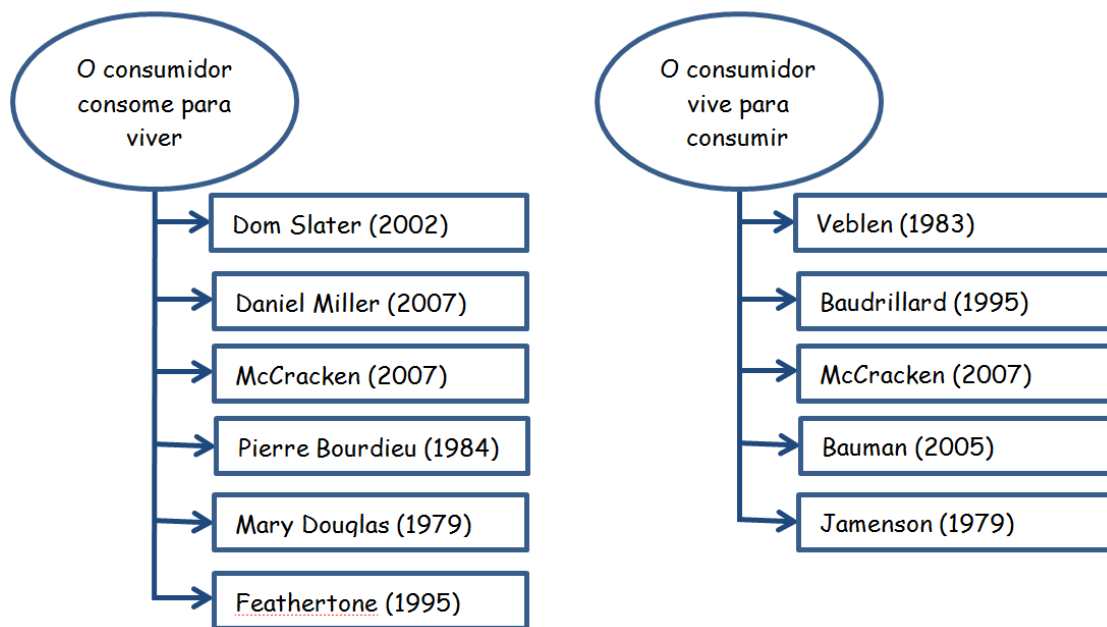 O consumidor
consome para
viver
Dom Slater (2002)
Daniel Miller (2007)
McCracken (2007)
Pierre Bourdieu (1984)
Mary Douglas (1979)
Feathertone (1995)
O consumidor
vive para
consumir
Veblen (1983)
Baudrillard (1995)
McCracken (2007)
Bauman (2005)
Jamenson (1979)